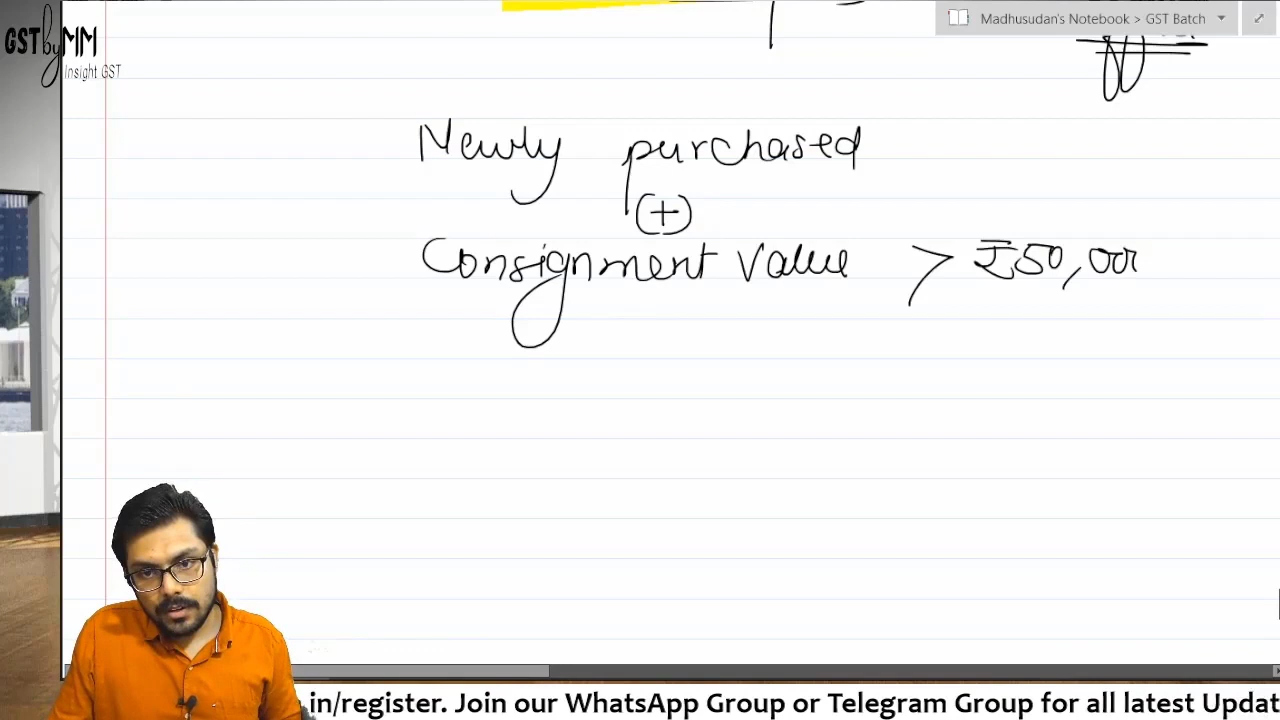 GST by MM
Insight GST
Madhusudan's Notebook > GST Batch
Newly purchased
(+)
Consignment Value > ₹50,000
in/register. Join our WhatsApp Group or Telegram Group for all latest Updat